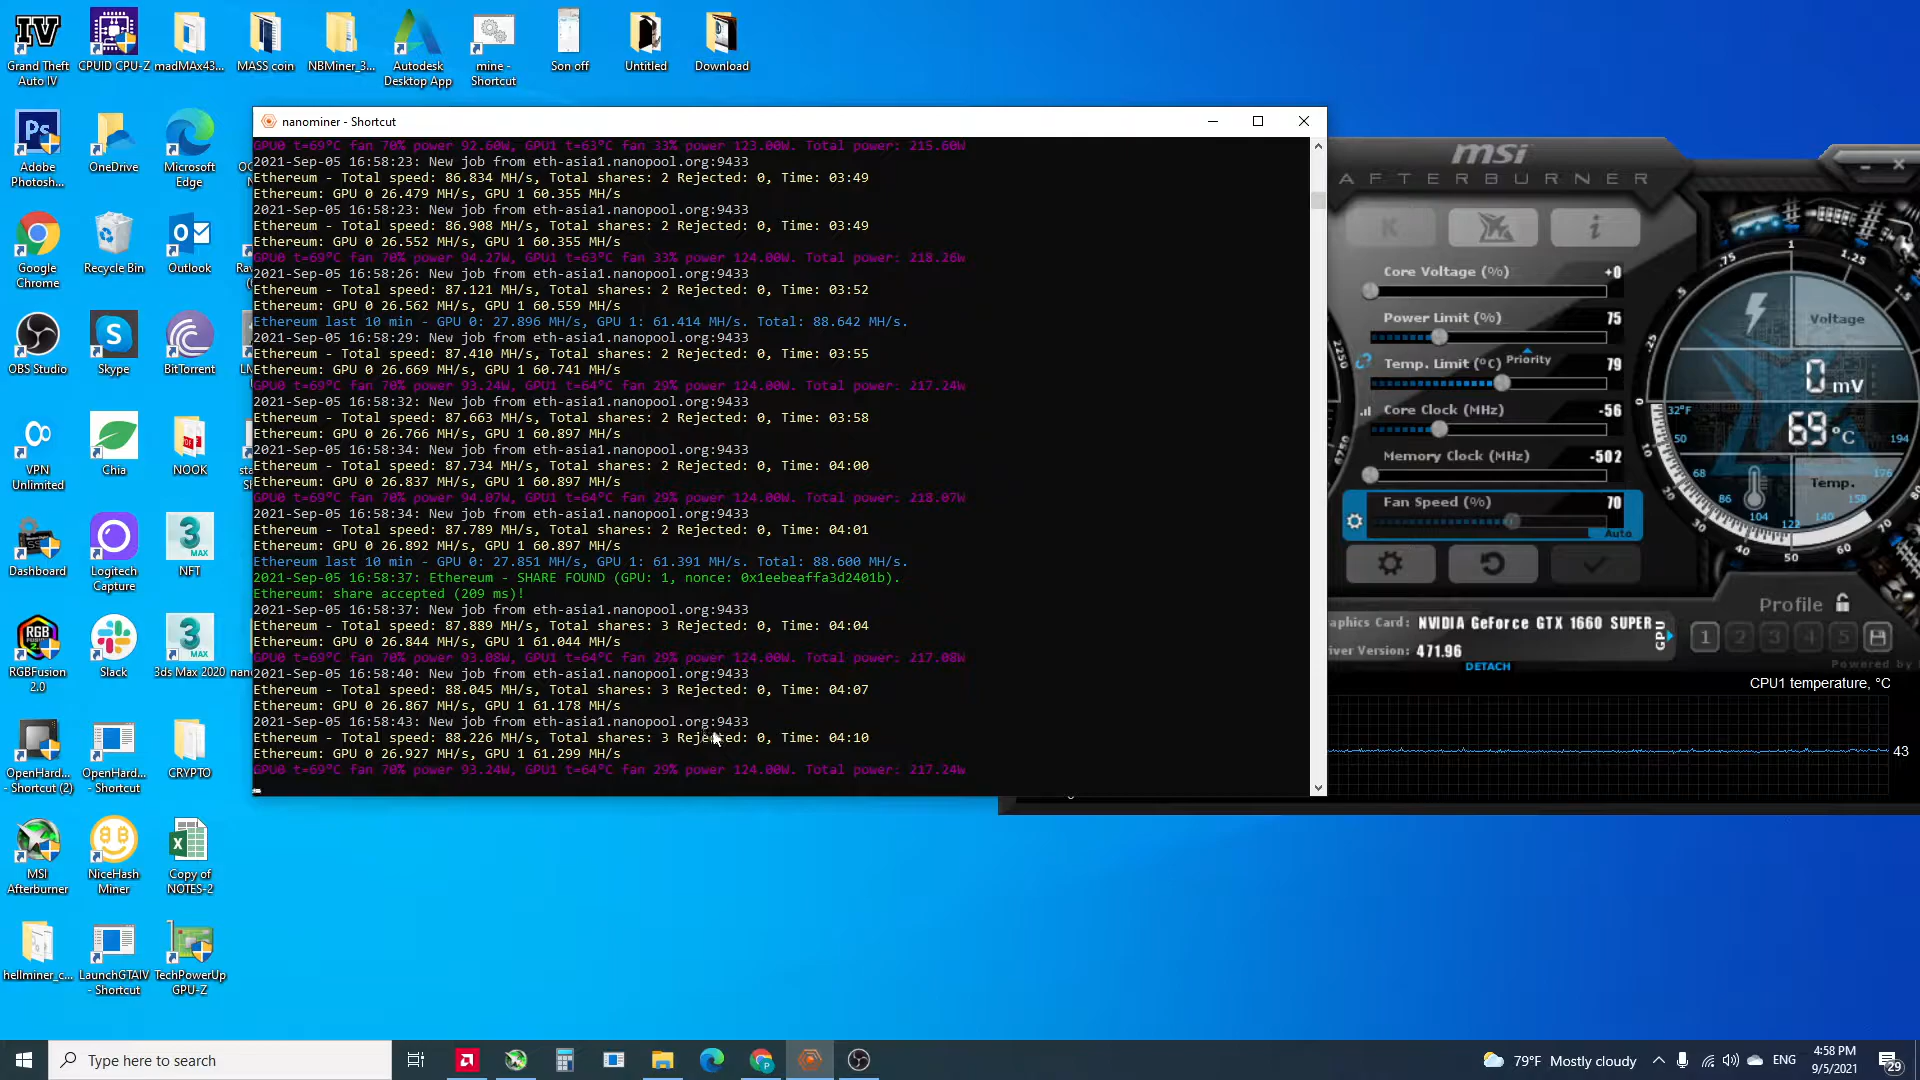 Grand Theft
Auto IV
CPUID CPU-Z
madMAx43...
MASS coin
NBMiner_3...
Autodesk
Desktop App
mine -
Shortcut
Son off
Untitled
Download
Adobe
Photosh...
OneDrive
Microsoft
Edge
Google
Chrome
Recycle Bin
Outlook
OBS Studio
Skype
BitTorrent
VPN
Unlimited
Chia
NOOK
Dashboard
Logitech
Capture
NFT
RGBFusion
2.0
Slack
3ds Max 2020
OpenHard...
- Shortcut (2)
OpenHard...
- Shortcut
CRYPTO
MSI
Afterburner
NiceHash
Miner
Copy of
NOTES-2
hellminer_c...
LaunchGTAIV
- Shortcut
TechPowerUp
GPU-Z
nanominer - Shortcut
GPU0 t=69°C fan 70% power 92.60W, GPU1 t=63°C fan 33% power 123.00W. Total power: 215.60W
2021-Sep-05 16:58:23: New job from eth-asia1.nanopool.org:9433
Ethereum - Total speed: 86.834 MH/s, Total shares: 2 Rejected: 0, Time: 03:49
Ethereum: GPU 0 26.479 MH/s, GPU 1 60.355 MH/s
2021-Sep-05 16:58:23: New job from eth-asia1.nanopool.org:9433
Ethereum - Total speed: 86.908 MH/s, Total shares: 2 Rejected: 0, Time: 03:49
Ethereum: GPU 0 26.552 MH/s, GPU 1 60.355 MH/s
GPU0 t=69°C fan 70% power 94.27W, GPU1 t=63°C fan 33% power 124.00W. Total power: 218.26W
2021-Sep-05 16:58:26: New job from eth-asia1.nanopool.org:9433
Ethereum - Total speed: 87.121 MH/s, Total shares: 2 Rejected: 0, Time: 03:52
Ethereum: GPU 0 26.562 MH/s, GPU 1 60.559 MH/s
Ethereum last 10 min - GPU 0: 27.896 MH/s, GPU 1: 61.414 MH/s. Total: 88.642 MH/s.
2021-Sep-05 16:58:29: New job from eth-asia1.nanopool.org:9433
Ethereum - Total speed: 87.410 MH/s, Total shares: 2 Rejected: 0, Time: 03:55
Ethereum: GPU 0 26.669 MH/s, GPU 1 60.741 MH/s
GPU0 t=69°C fan 70% power 93.24W, GPU1 t=64°C fan 29% power 124.00W. Total power: 217.24W
2021-Sep-05 16:58:32: New job from eth-asia1.nanopool.org:9433
Ethereum - Total speed: 87.663 MH/s, Total shares: 2 Rejected: 0, Time: 03:58
Ethereum: GPU 0 26.766 MH/s, GPU 1 60.897 MH/s
2021-Sep-05 16:58:34: New job from eth-asia1.nanopool.org:9433
Ethereum - Total speed: 87.734 MH/s, Total shares: 2 Rejected: 0, Time: 04:00
Ethereum: GPU 0 26.837 MH/s, GPU 1 60.897 MH/s
GPU0 t=69°C fan 70% power 94.07W, GPU1 t=64°C fan 29% power 124.00W. Total power: 218.07W
2021-Sep-05 16:58:34: New job from eth-asia1.nanopool.org:9433
Ethereum - Total speed: 87.789 MH/s, Total shares: 2 Rejected: 0, Time: 04:01
Ethereum: GPU 0 26.892 MH/s, GPU 1 60.897 MH/s
Ethereum last 10 min - GPU 0: 27.851 MH/s, GPU 1: 61.391 MH/s. Total: 88.600 MH/s.
2021-Sep-05 16:58:37: Ethereum - SHARE FOUND (GPU: 1, nonce: 0x1eebeaffa3d2401b).
Ethereum: share accepted (209 ms)!
2021-Sep-05 16:58:37: New job from eth-asia1.nanopool.org:9433
Ethereum - Total speed: 87.889 MH/s, Total shares: 3 Rejected: 0, Time: 04:04
Ethereum: GPU 0 26.844 MH/s, GPU 1 61.044 MH/s
GPU0 t=69°C fan 70% power 93.08W, GPU1 t=64°C fan 29% power 124.00W. Total power: 217.08W
2021-Sep-05 16:58:40: New job from eth-asia1.nanopool.org:9433
Ethereum - Total speed: 88.045 MH/s, Total shares: 3 Rejected: 0, Time: 04:07
Ethereum: GPU 0 26.867 MH/s, GPU 1 61.178 MH/s
2021-Sep-05 16:58:43: New job from eth-asia1.nanopool.org:9433
Ethereum - Total speed: 88.226 MH/s, Total shares: 3 Rejected: 0, Time: 04:10
Ethereum: GPU 0 26.927 MH/s, GPU 1 61.299 MH/s
GPU0 t=69°C fan 70% power 93.24W, GPU1 t=64°C fan 29% power 124.00W. Total power: 217.24W
msi
AFTERBURNER
Core Voltage (%) +0
Power Limit (%) 75
Priority
Temp. Limit (°C) 79
Core Clock (MHz) -56
Memory Clock (MHz) -502
Fan Speed (%) 70
Auto
.5 .75 1 1.25
Voltage
0 mV
69 °C
Temp.
32°F 50 68 86 104 122 140 158 176 194
0 10 20 30 40 50 60 70
Profile
1 2 3 4 5
Graphics Card: NVIDIA GeForce GTX 1660 SUPER
GPU
Driver Version: 471.96
DETACH
Powered by
CPU1 temperature, °C
43
Type here to search
79°F Mostly cloudy
ENG
4:58 PM
9/5/2021
29